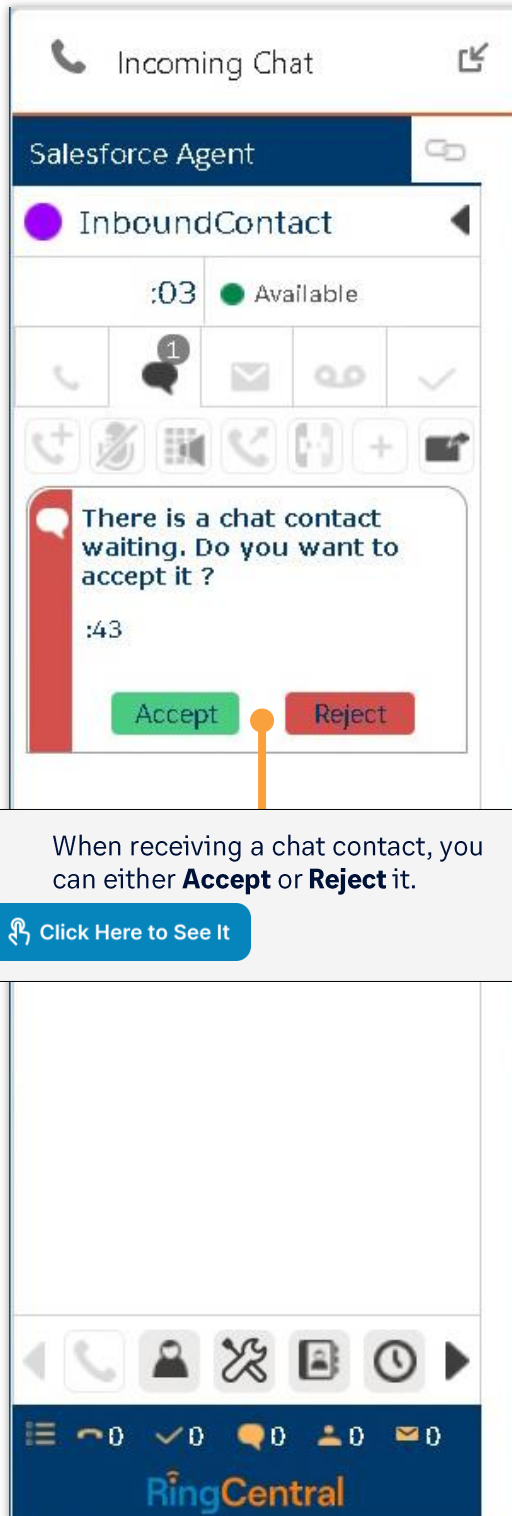 Incoming Chat
Salesforce Agent
InboundContact
:03
Available
1
There is a chat contact
waiting. Do you want to
accept it ?
:43
Accept
Reject
When receiving a chat contact, you
can either Accept or Reject it.
Click Here to See It
0 0 0 0 0
RingCentral